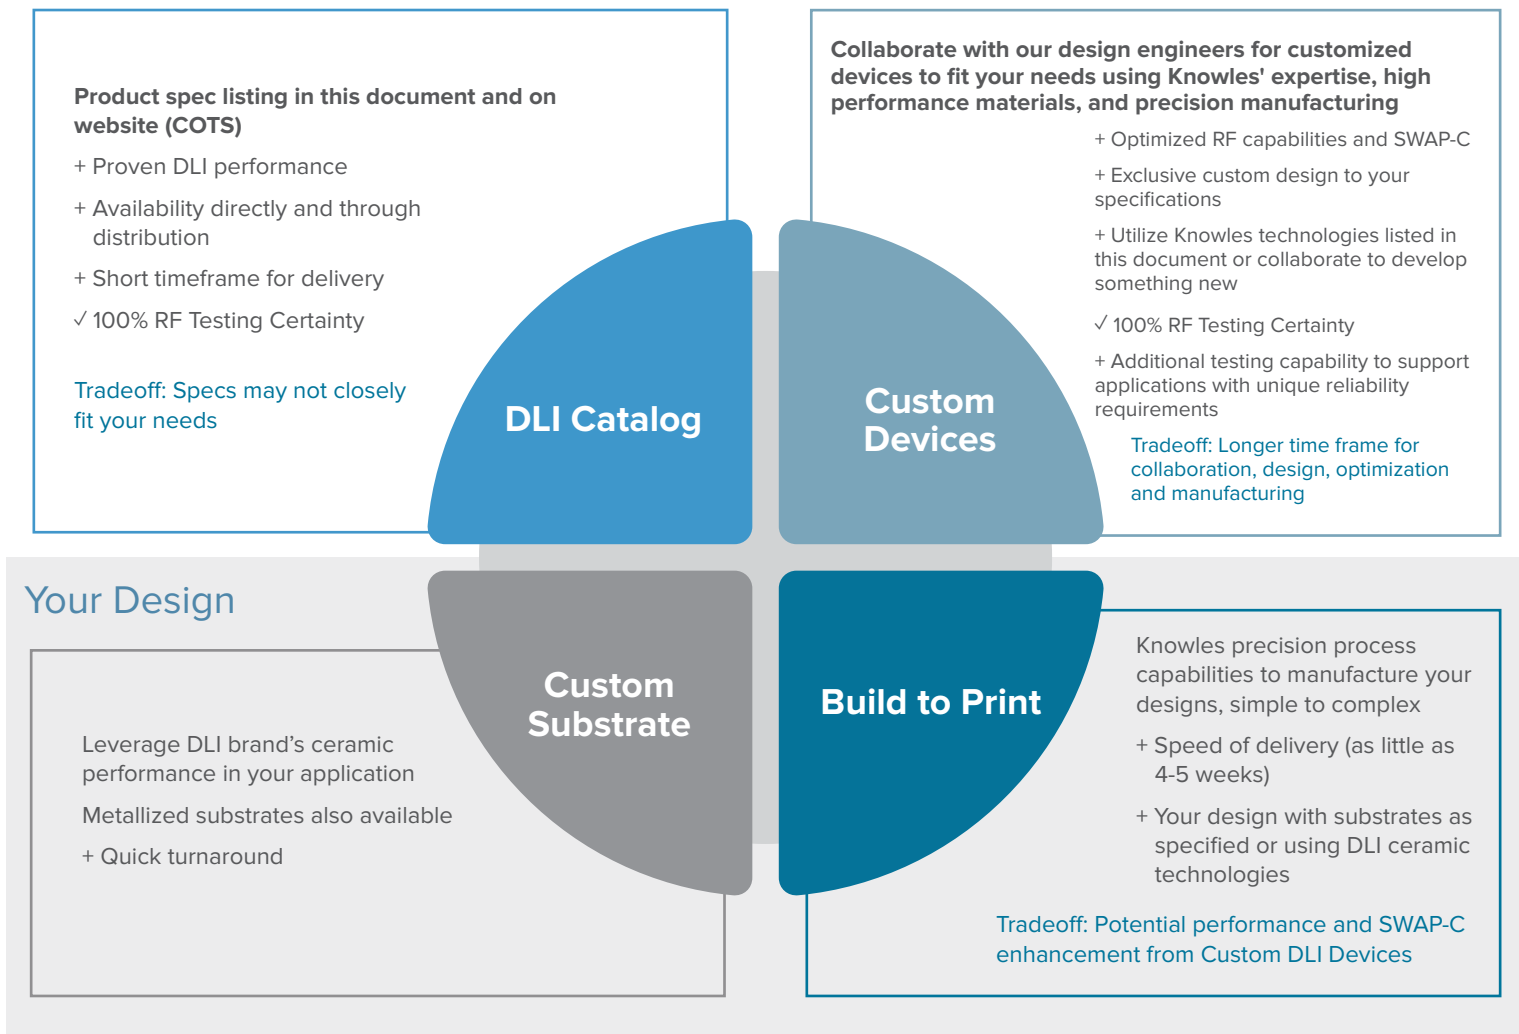 Product spec listing in this document and on
website (COTS)
+ Proven DLI performance
+ Availability directly and through
distribution
+ Short timeframe for delivery
✓ 100% RF Testing Certainty
Tradeoff: Specs may not closely
fit your needs
DLI Catalog
Collaborate with our design engineers for customized
devices to fit your needs using Knowles' expertise, high
performance materials, and precision manufacturing
+ Optimized RF capabilities and SWAP-C
+ Exclusive custom design to your
specifications
+ Utilize Knowles technologies listed in
this document or collaborate to develop
something new
✓ 100% RF Testing Certainty
+ Additional testing capability to support
applications with unique reliability
requirements
Tradeoff: Longer time frame for
collaboration, design, optimization
and manufacturing
Custom
Devices
Your Design
Leverage DLI brand’s ceramic
performance in your application
Metallized substrates also available
+ Quick turnaround
Custom
Substrate
Build to Print
Knowles precision process
capabilities to manufacture your
designs, simple to complex
+ Speed of delivery (as little as
4-5 weeks)
+ Your design with substrates as
specified or using DLI ceramic
technologies
Tradeoff: Potential performance and SWAP-C
enhancement from Custom DLI Devices